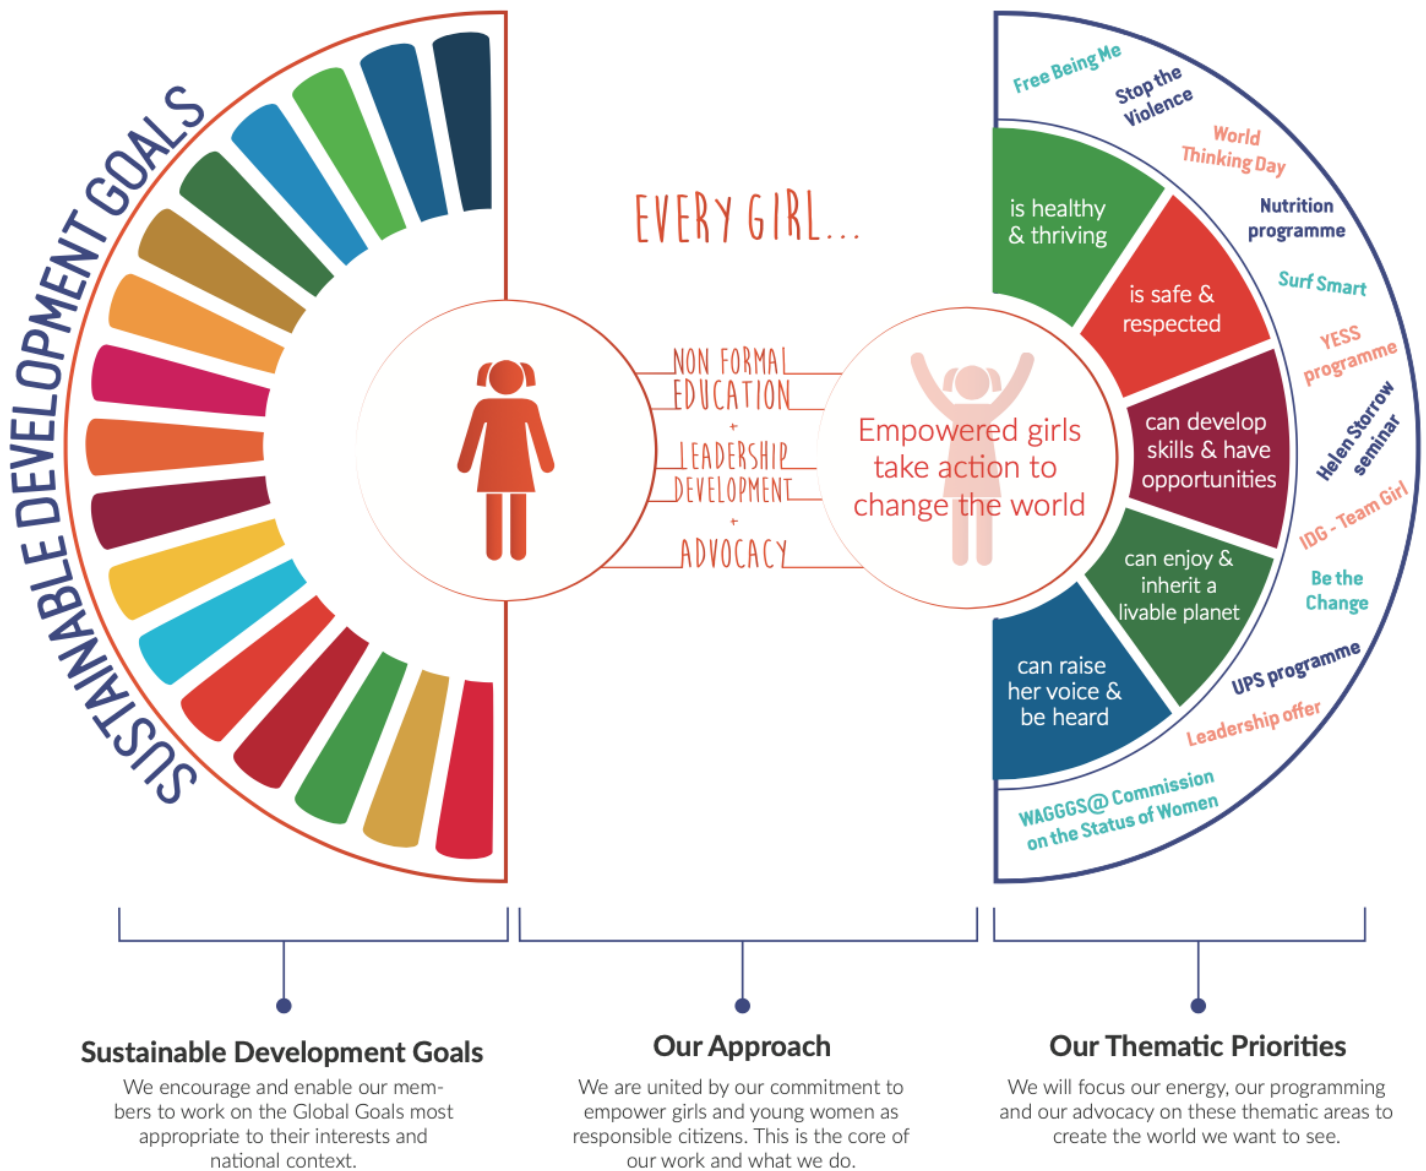 SUSTAINABLE DEVELOPMENT GOALS
EVERY GIRL...
NON FORMAL
EDUCATION
+
LEADERSHIP
DEVELOPMENT
+
ADVOCACY
Empowered girls
take action to
change the world
is healthy
& thriving
is safe &
respected
can develop
skills & have
opportunities
can enjoy &
inherit a
livable planet
can raise
her voice &
be heard
Free Being Me
Stop the
Violence
World
Thinking Day
Nutrition
programme
Surf Smart
YESS
programme
Helen Storrow
seminar
IDG - Team Girl
Be the
Change
UPS programme
Leadership offer
WAGGGS@ Commission
on the Status of Women
Sustainable Development Goals
We encourage and enable our mem-
bers to work on the Global Goals most
appropriate to their interests and
national context.
Our Approach
We are united by our commitment to
empower girls and young women as
responsible citizens. This is the core of
our work and what we do.
Our Thematic Priorities
We will focus our energy, our programming
and our advocacy on these thematic areas to
create the world we want to see.